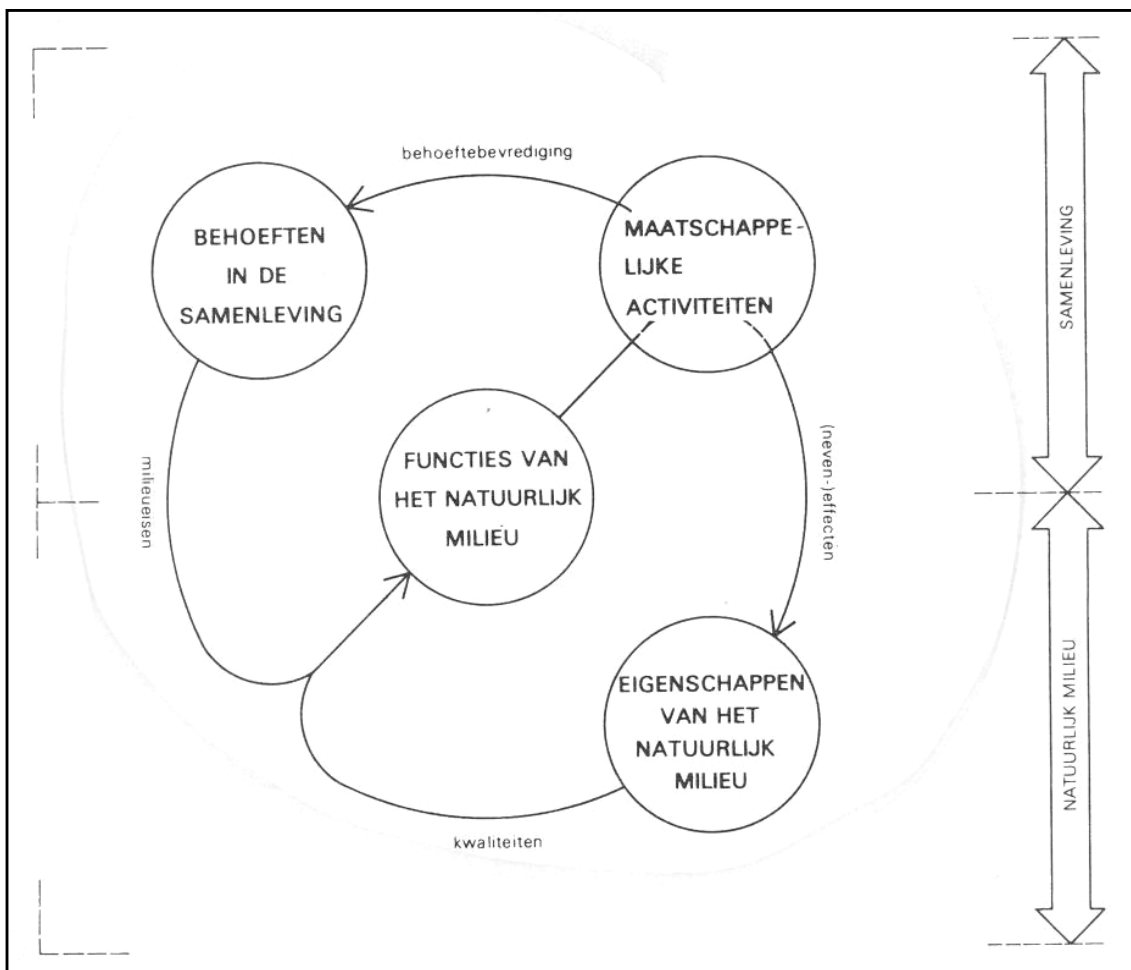 behoeftebevrediging
BEHOEFTEN
IN DE
SAMENLEVING
MAATSCHAPPE-
LIJKE
ACTIVITEITEN
SAMENLEVING
milieueisen
FUNCTIES VAN
HET NATUURLIJK
MILIEU
(neven-)effecten
EIGENSCHAPPEN
VAN HET
NATUURLIJK
MILIEU
NATUURLIJK MILIEU
kwaliteiten